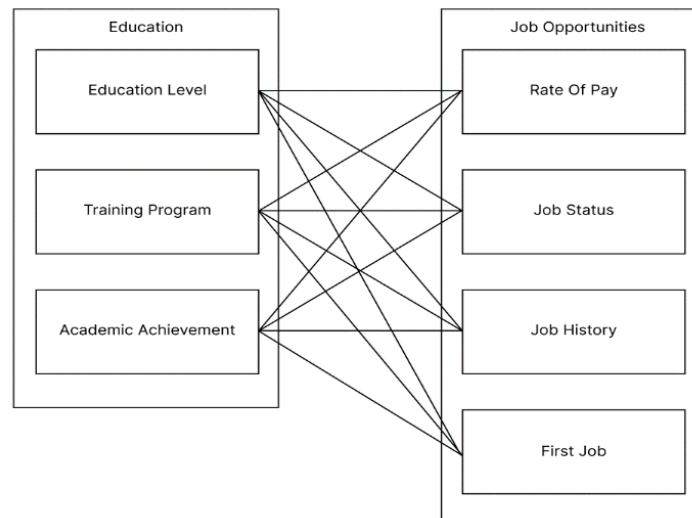 Education
Education Level
Training Program
Academic Achievement
Job Opportunities
Rate Of Pay
Job Status
Job History
First Job